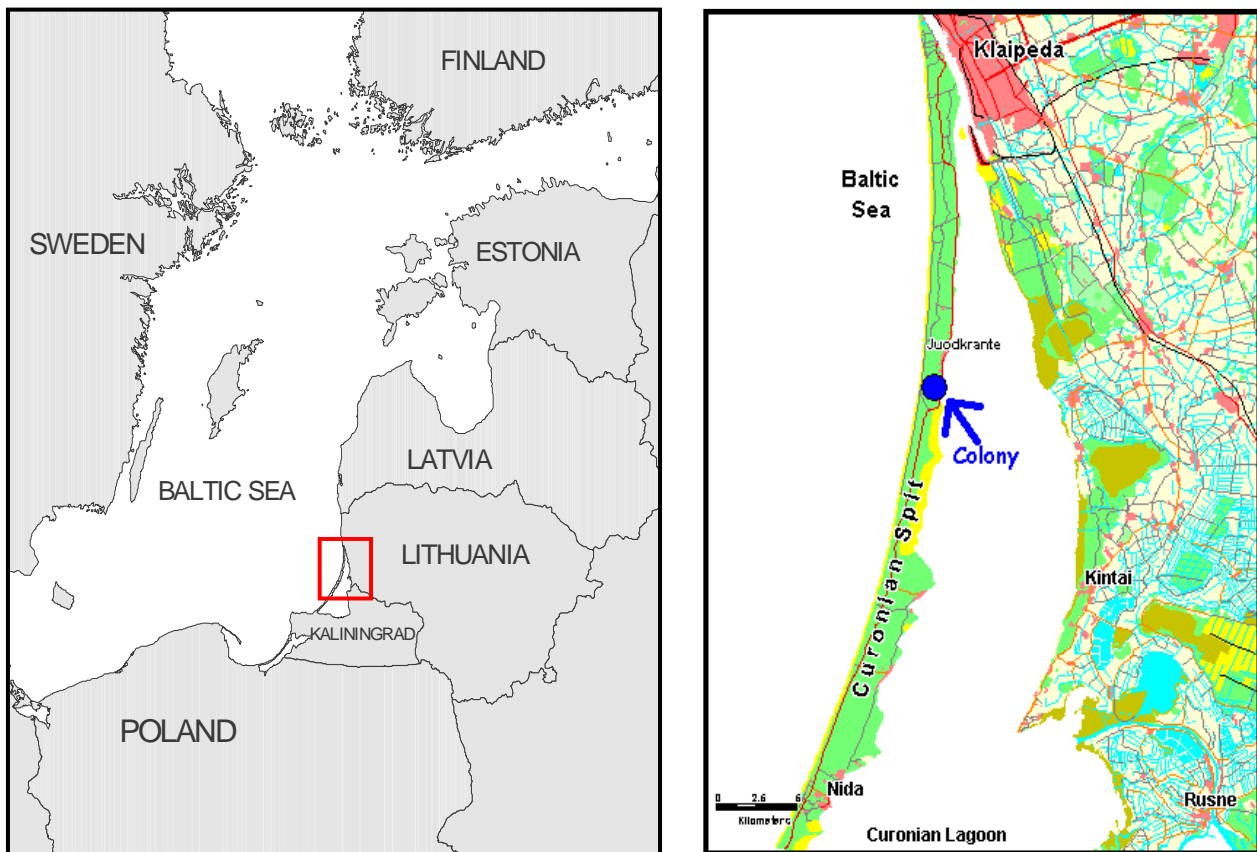 FINLAND
SWEDEN
ESTONIA
LATVIA
BALTIC SEA
LITHUANIA
KALININGRAD
POLAND
Klaipeda
Baltic
Sea
Juodkrante
Colony
Curonian Spit
Kintai
Nida
Rusne
0 2.6 6
Kilometers
Curonian Lagoon